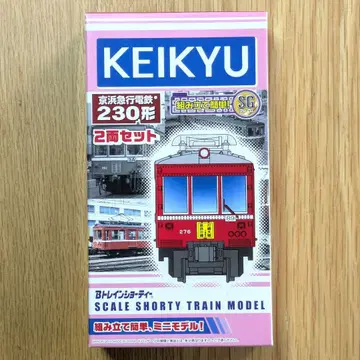 KEIKYU
京浜急行電鉄
230形
組み立て簡単!
SG
2両セット
276
Bトレインショーティー
SCALE SHORTY TRAIN MODEL
組み立て簡単、ミニモデル!